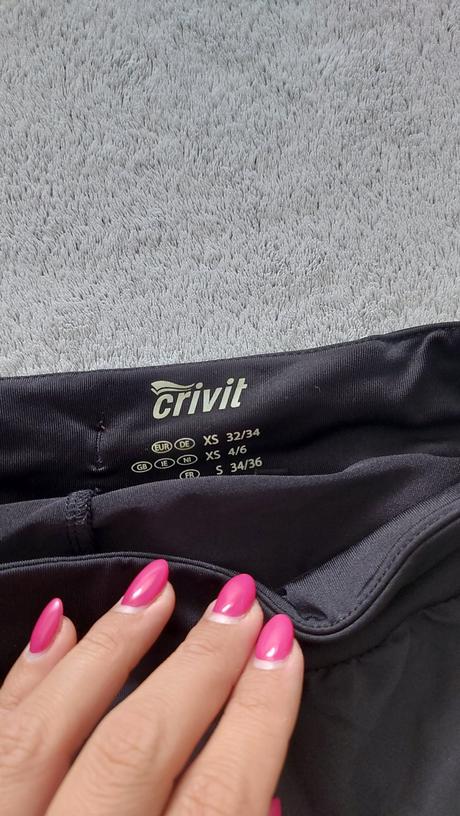 crivit
EUR DE XS 32/34
GB IE NI XS 4/6
FR S 34/36